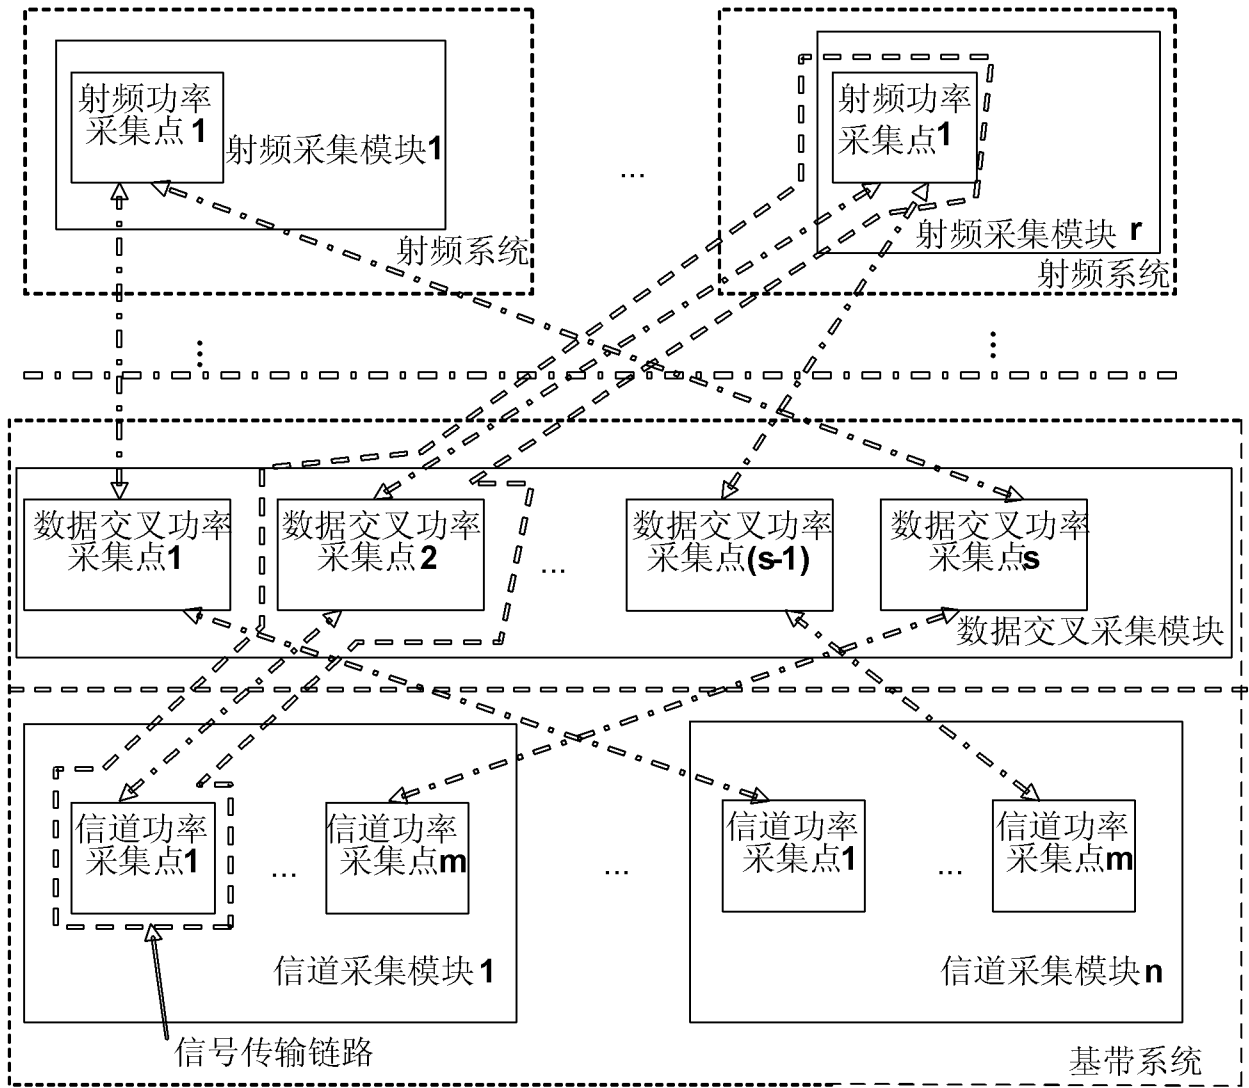 射频功率
采集点1
射频采集模块1
射频系统
...
射频功率
采集点1
射频采集模块 r
射频系统
...
...
数据交叉功率
采集点1
数据交叉功率
采集点2
...
数据交叉功率
采集点(s-1)
数据交叉功率
采集点s
数据交叉采集模块
信道功率
采集点1
...
信道功率
采集点m
信道采集模块1
...
信道功率
采集点1
...
信道功率
采集点m
信道采集模块n
信号传输链路
基带系统